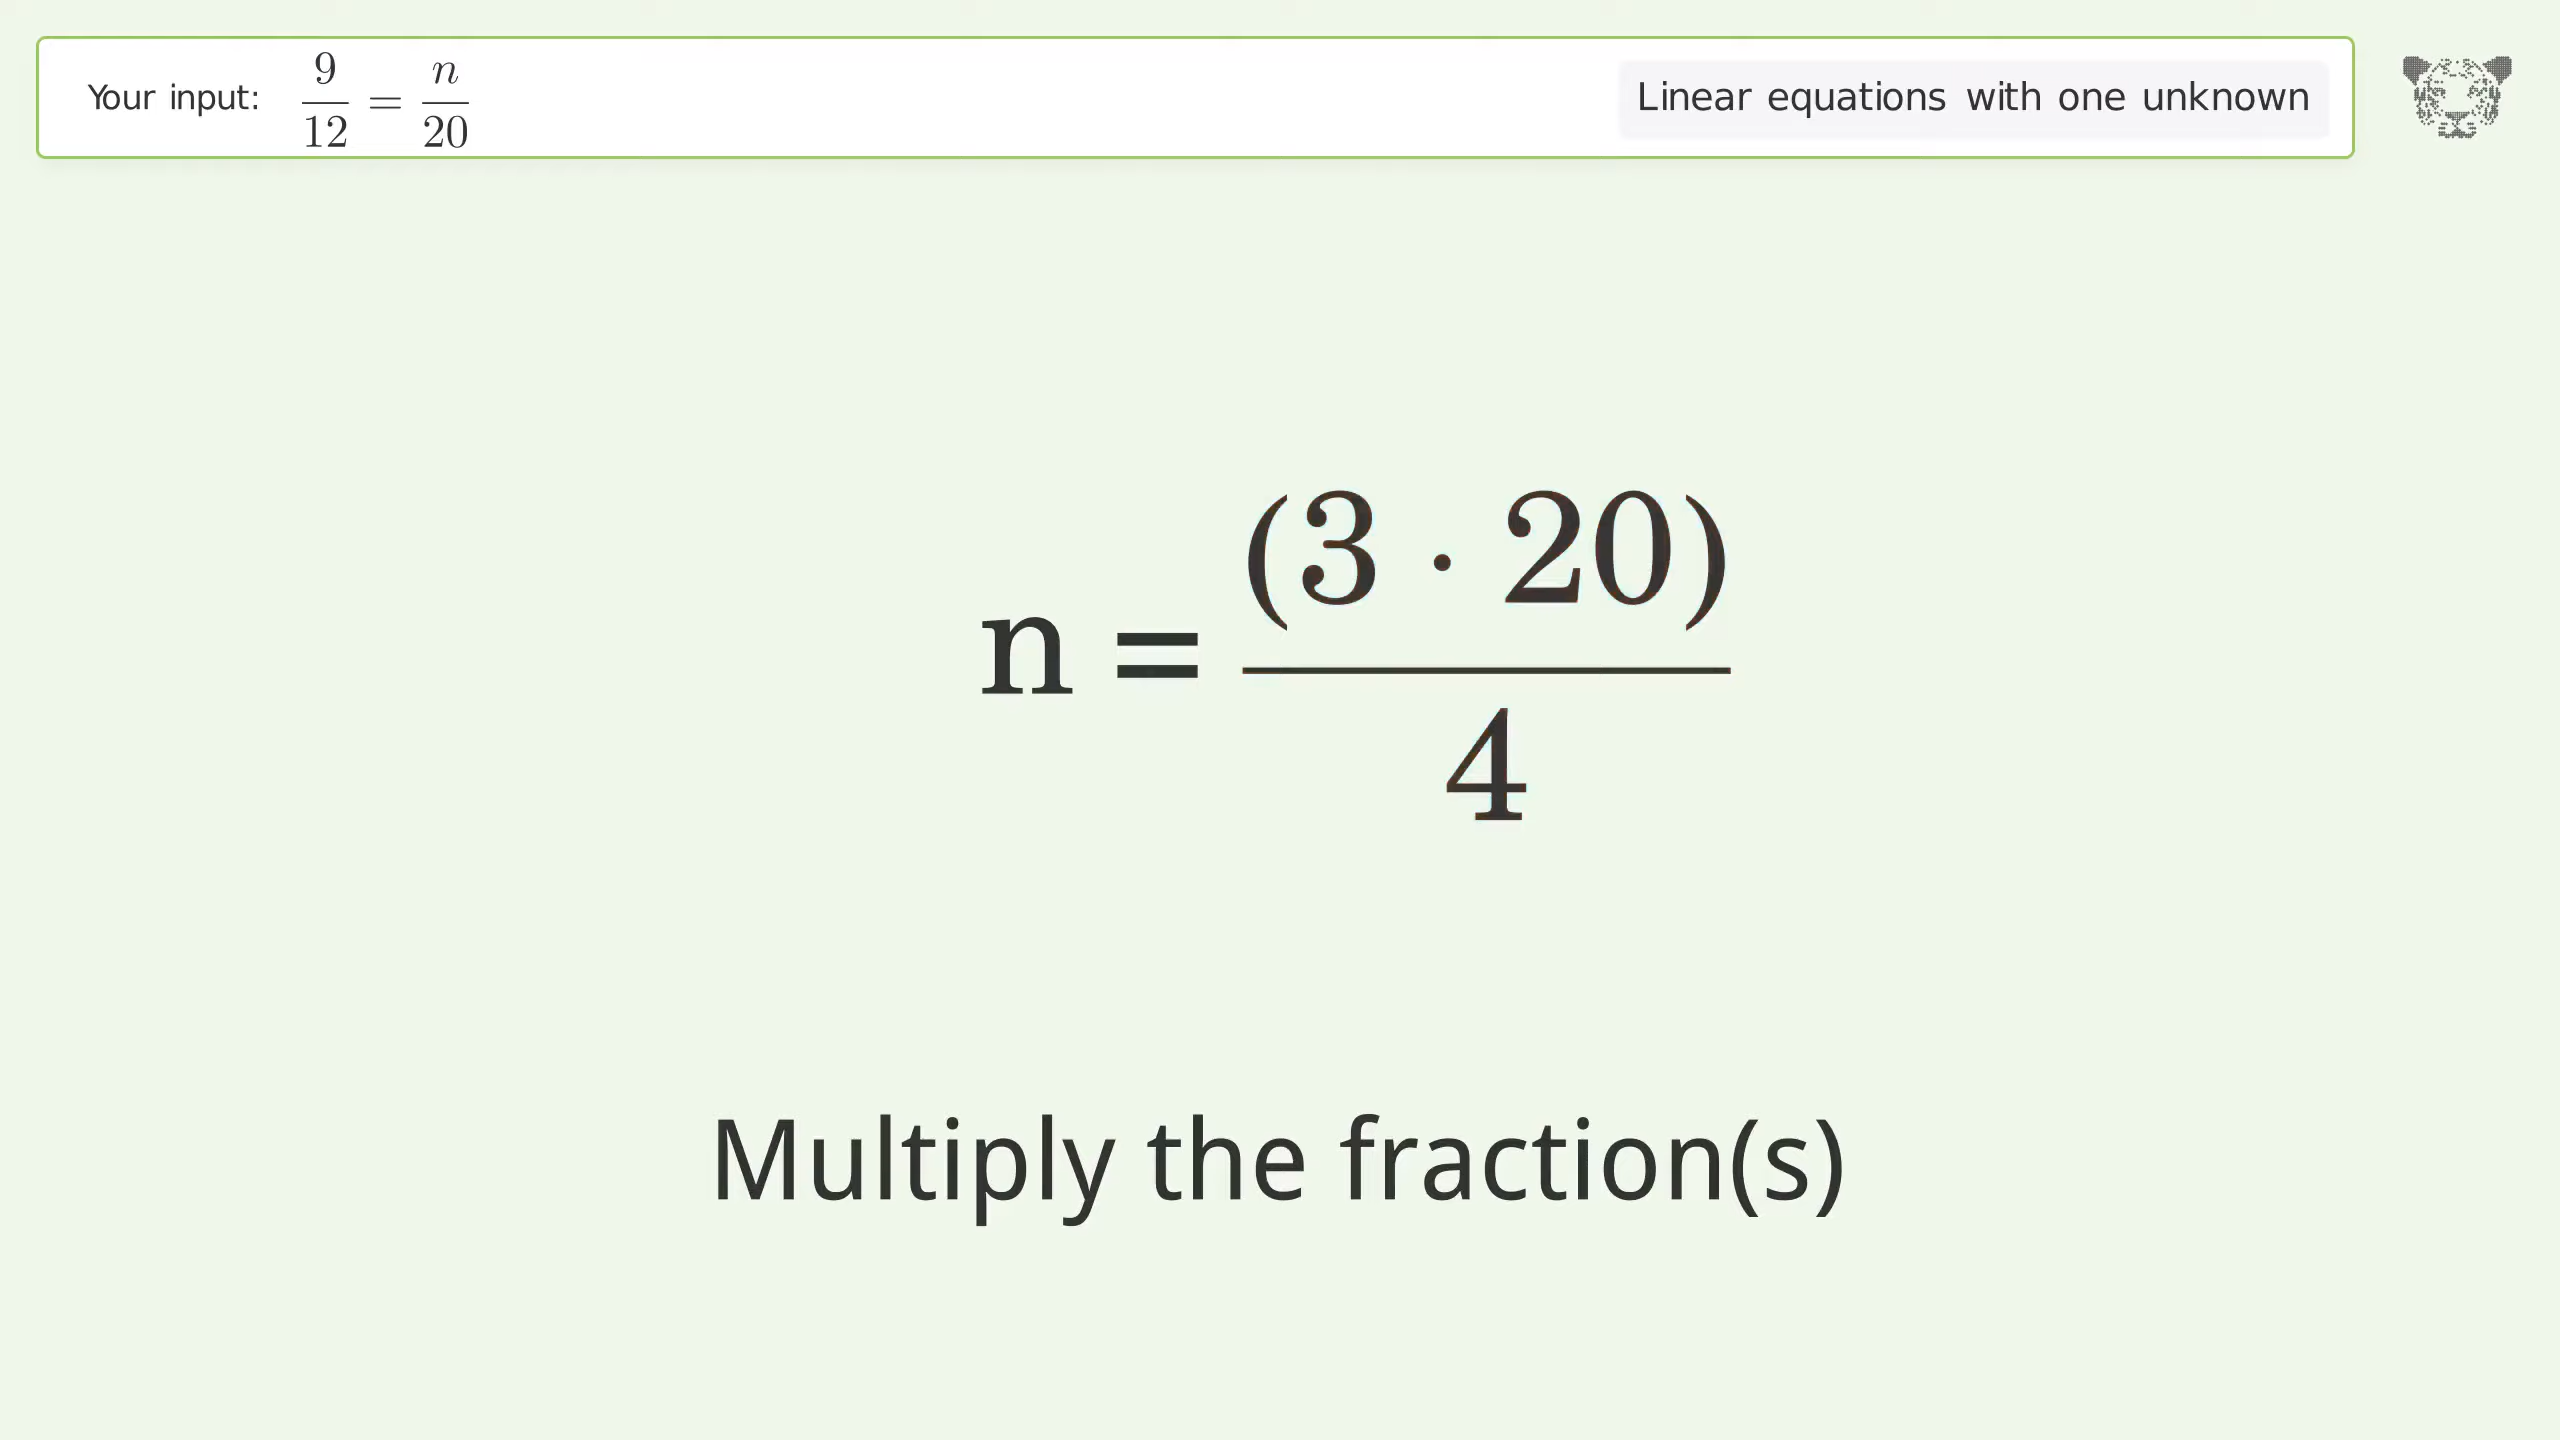 Your input: 9/12 = n/20
Linear equations with one unknown
n = (3 · 20)/4
Multiply the fraction(s)